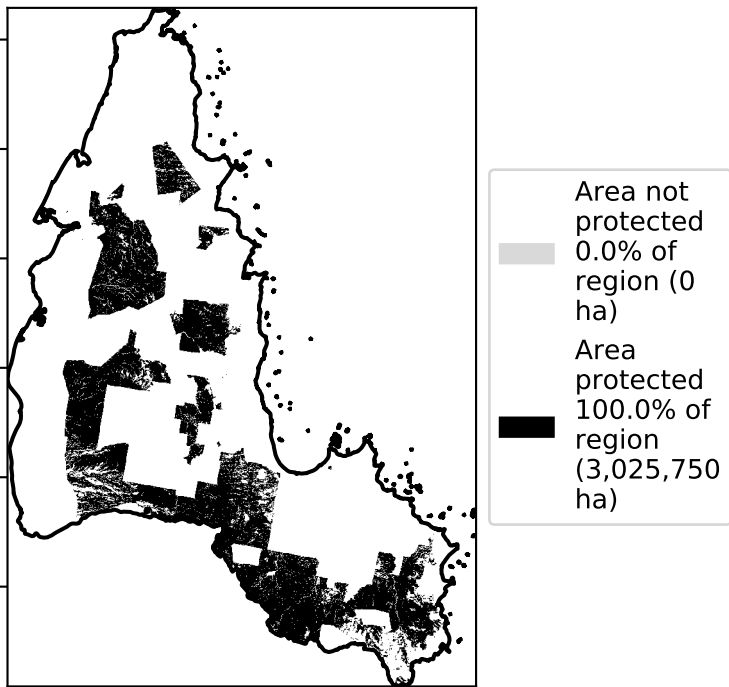 Area not
protected
0.0% of
region (0
ha)
Area
protected
100.0% of
region
(3,025,750
ha)